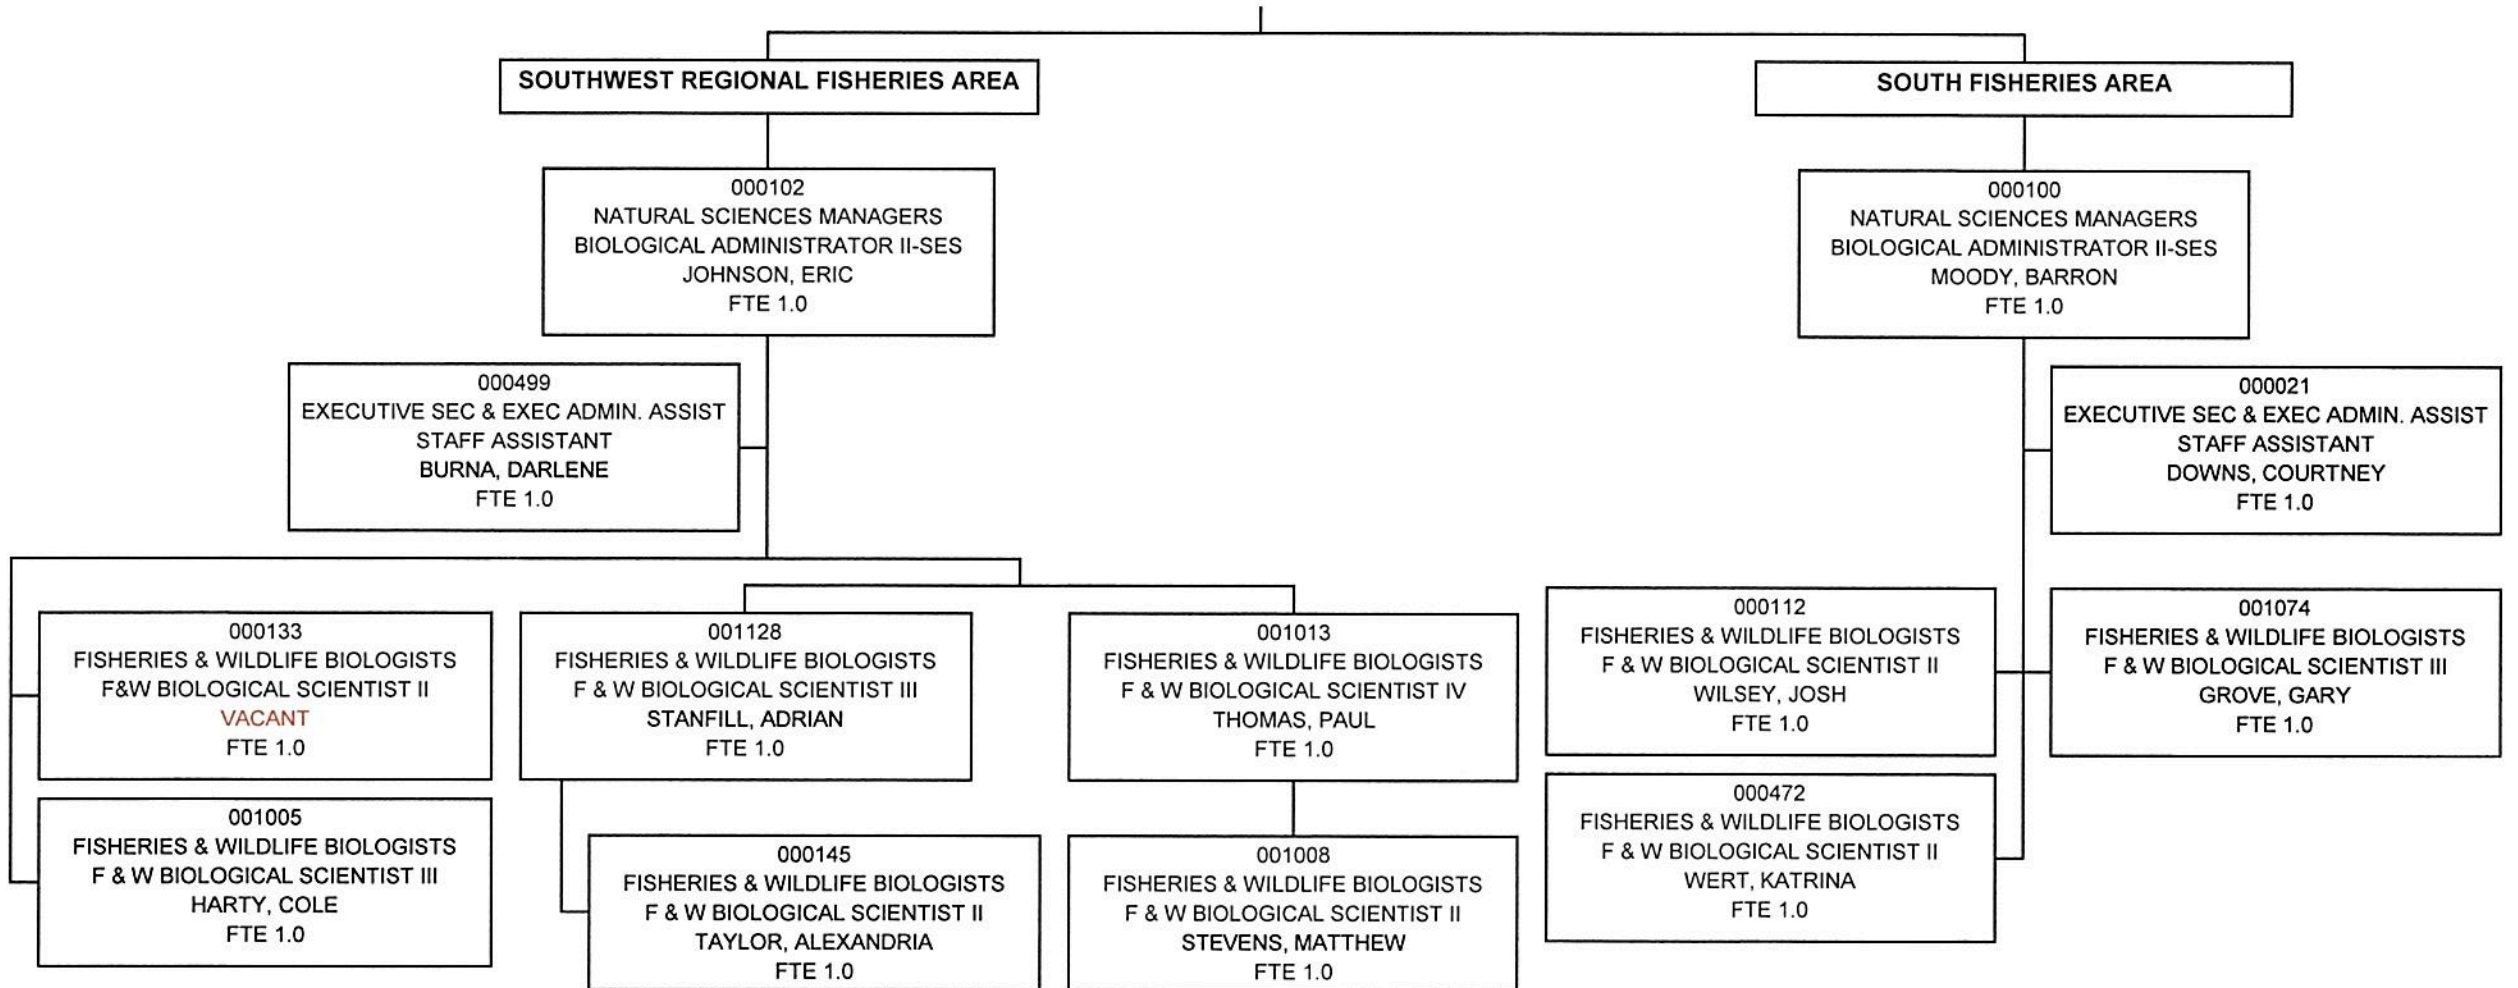 SOUTHWEST REGIONAL FISHERIES AREA
SOUTH FISHERIES AREA
000102
NATURAL SCIENCES MANAGERS
BIOLOGICAL ADMINISTRATOR II-SES
JOHNSON, ERIC
FTE 1.0
000100
NATURAL SCIENCES MANAGERS
BIOLOGICAL ADMINISTRATOR II-SES
MOODY, BARRON
FTE 1.0
000499
EXECUTIVE SEC & EXEC ADMIN. ASSIST
STAFF ASSISTANT
BURNA, DARLENE
FTE 1.0
000021
EXECUTIVE SEC & EXEC ADMIN. ASSIST
STAFF ASSISTANT
DOWNS, COURTNEY
FTE 1.0
000133
FISHERIES & WILDLIFE BIOLOGISTS
F&W BIOLOGICAL SCIENTIST II
VACANT
FTE 1.0
001128
FISHERIES & WILDLIFE BIOLOGISTS
F & W BIOLOGICAL SCIENTIST III
STANFILL, ADRIAN
FTE 1.0
001013
FISHERIES & WILDLIFE BIOLOGISTS
F & W BIOLOGICAL SCIENTIST IV
THOMAS, PAUL
FTE 1.0
000112
FISHERIES & WILDLIFE BIOLOGISTS
F & W BIOLOGICAL SCIENTIST II
WILSEY, JOSH
FTE 1.0
001074
FISHERIES & WILDLIFE BIOLOGISTS
F & W BIOLOGICAL SCIENTIST III
GROVE, GARY
FTE 1.0
001005
FISHERIES & WILDLIFE BIOLOGISTS
F & W BIOLOGICAL SCIENTIST III
HARTY, COLE
FTE 1.0
000145
FISHERIES & WILDLIFE BIOLOGISTS
F & W BIOLOGICAL SCIENTIST II
TAYLOR, ALEXANDRIA
FTE 1.0
001008
FISHERIES & WILDLIFE BIOLOGISTS
F & W BIOLOGICAL SCIENTIST II
STEVENS, MATTHEW
FTE 1.0
000472
FISHERIES & WILDLIFE BIOLOGISTS
F & W BIOLOGICAL SCIENTIST II
WERT, KATRINA
FTE 1.0